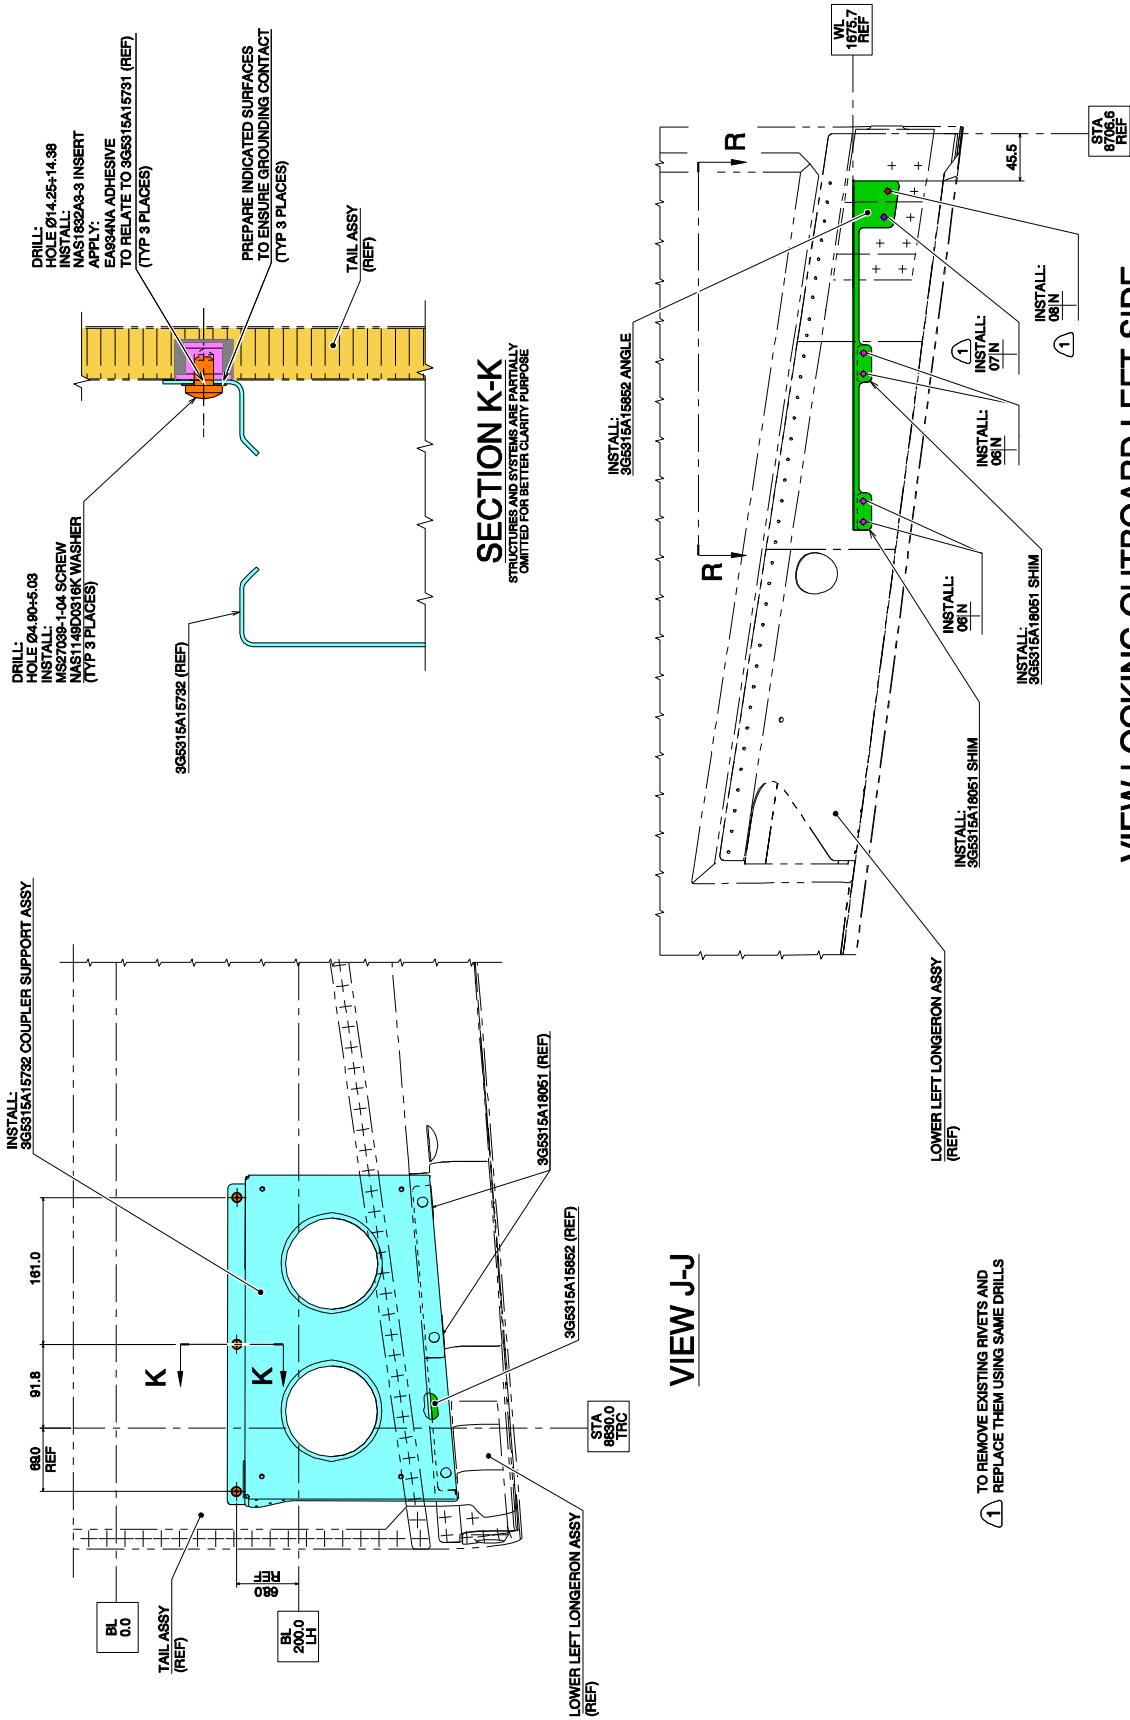 INSTALL:
3G5315A15732 COUPLER SUPPORT ASSY
161.0
91.8
69.0
REF
K
K
BL
0.0
TAIL ASSY
(REF)
68.0
REF
BL
200.0
LH
3G5315A18051 (REF)
3G5315A15852 (REF)
STA
8630.0
TRC
LOWER LEFT LONGERON ASSY
(REF)
VIEW J-J
1
TO REMOVE EXISTING RIVETS AND
REPLACE THEM USING SAME DRILLS
DRILL:
HOLE Ø4.90÷5.03
INSTALL:
MS27039-1-04 SCREW
NAS1149D0316K WASHER
(TYP 3 PLACES)
3G5315A15732 (REF)
DRILL:
HOLE Ø14.25÷14.38
INSTALL:
NAS1832A3-3 INSERT
APPLY:
EA934NA ADHESIVE
TO RELATE TO 3G5315A15731 (REF)
(TYP 3 PLACES)
PREPARE INDICATED SURFACES
TO ENSURE GROUNDING CONTACT
(TYP 3 PLACES)
TAIL ASSY
(REF)
SECTION K-K
STRUCTURES AND SYSTEMS ARE PARTIALLY
OMITTED FOR BETTER CLARITY PURPOSE
WL
1675.7
REF
STA
8706.6
REF
45.5
R
R
INSTALL:
3G5315A15852 ANGLE
INSTALL:
08 N
1
1
INSTALL:
07 N
INSTALL:
06 N
INSTALL:
06 N
INSTALL:
3G5315A18051 SHIM
INSTALL:
3G5315A18051 SHIM
LOWER LEFT LONGERON ASSY
(REF)
VIEW LOOKING OUTBOARD LEFT SIDE